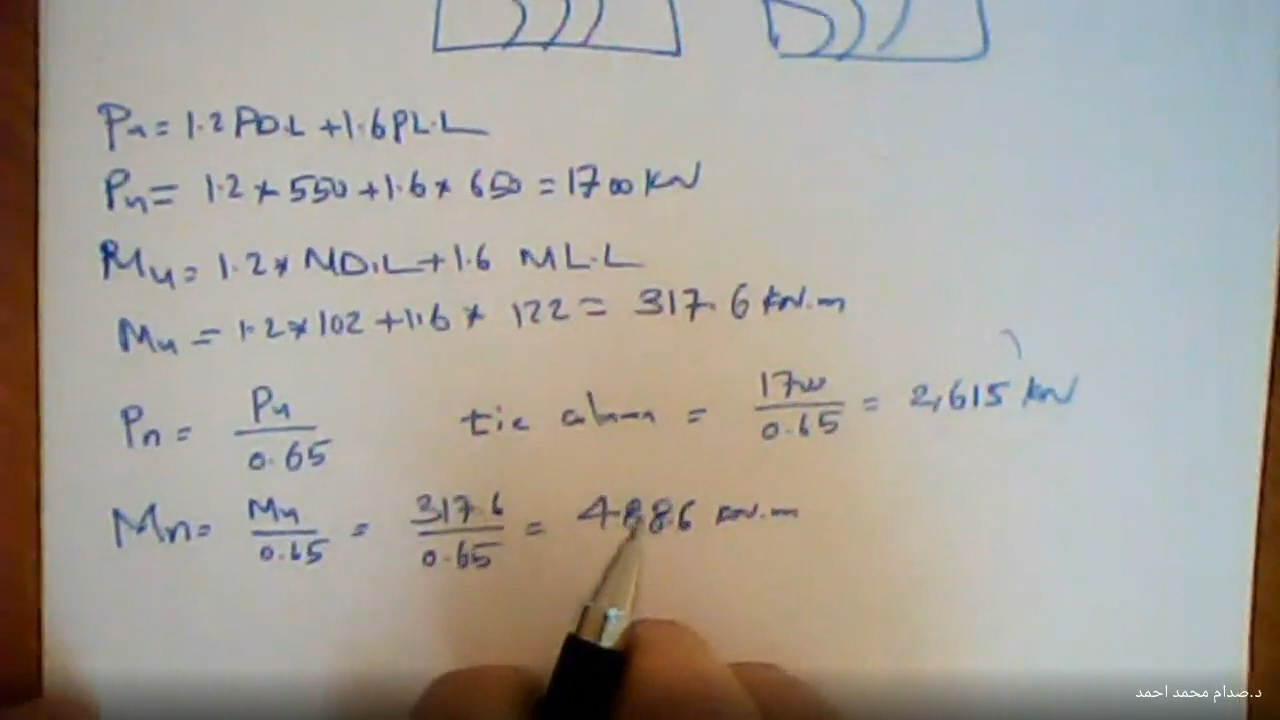 Pu = 1.2 PD.L + 1.6 PL.L
Pu = 1.2 * 550 + 1.6 * 650 = 1700 kN
Mu = 1.2 * MD.L + 1.6 ML.L
Mu = 1.2 * 102 + 1.6 * 122 = 317.6 kN.m
Pn = Pu / 0.65 tie column = 1700 / 0.65 = 2,615 kN
Mn = Mu / 0.65 = 317.6 / 0.65 = 488.6 kN.m
د.صدام محمد احمد